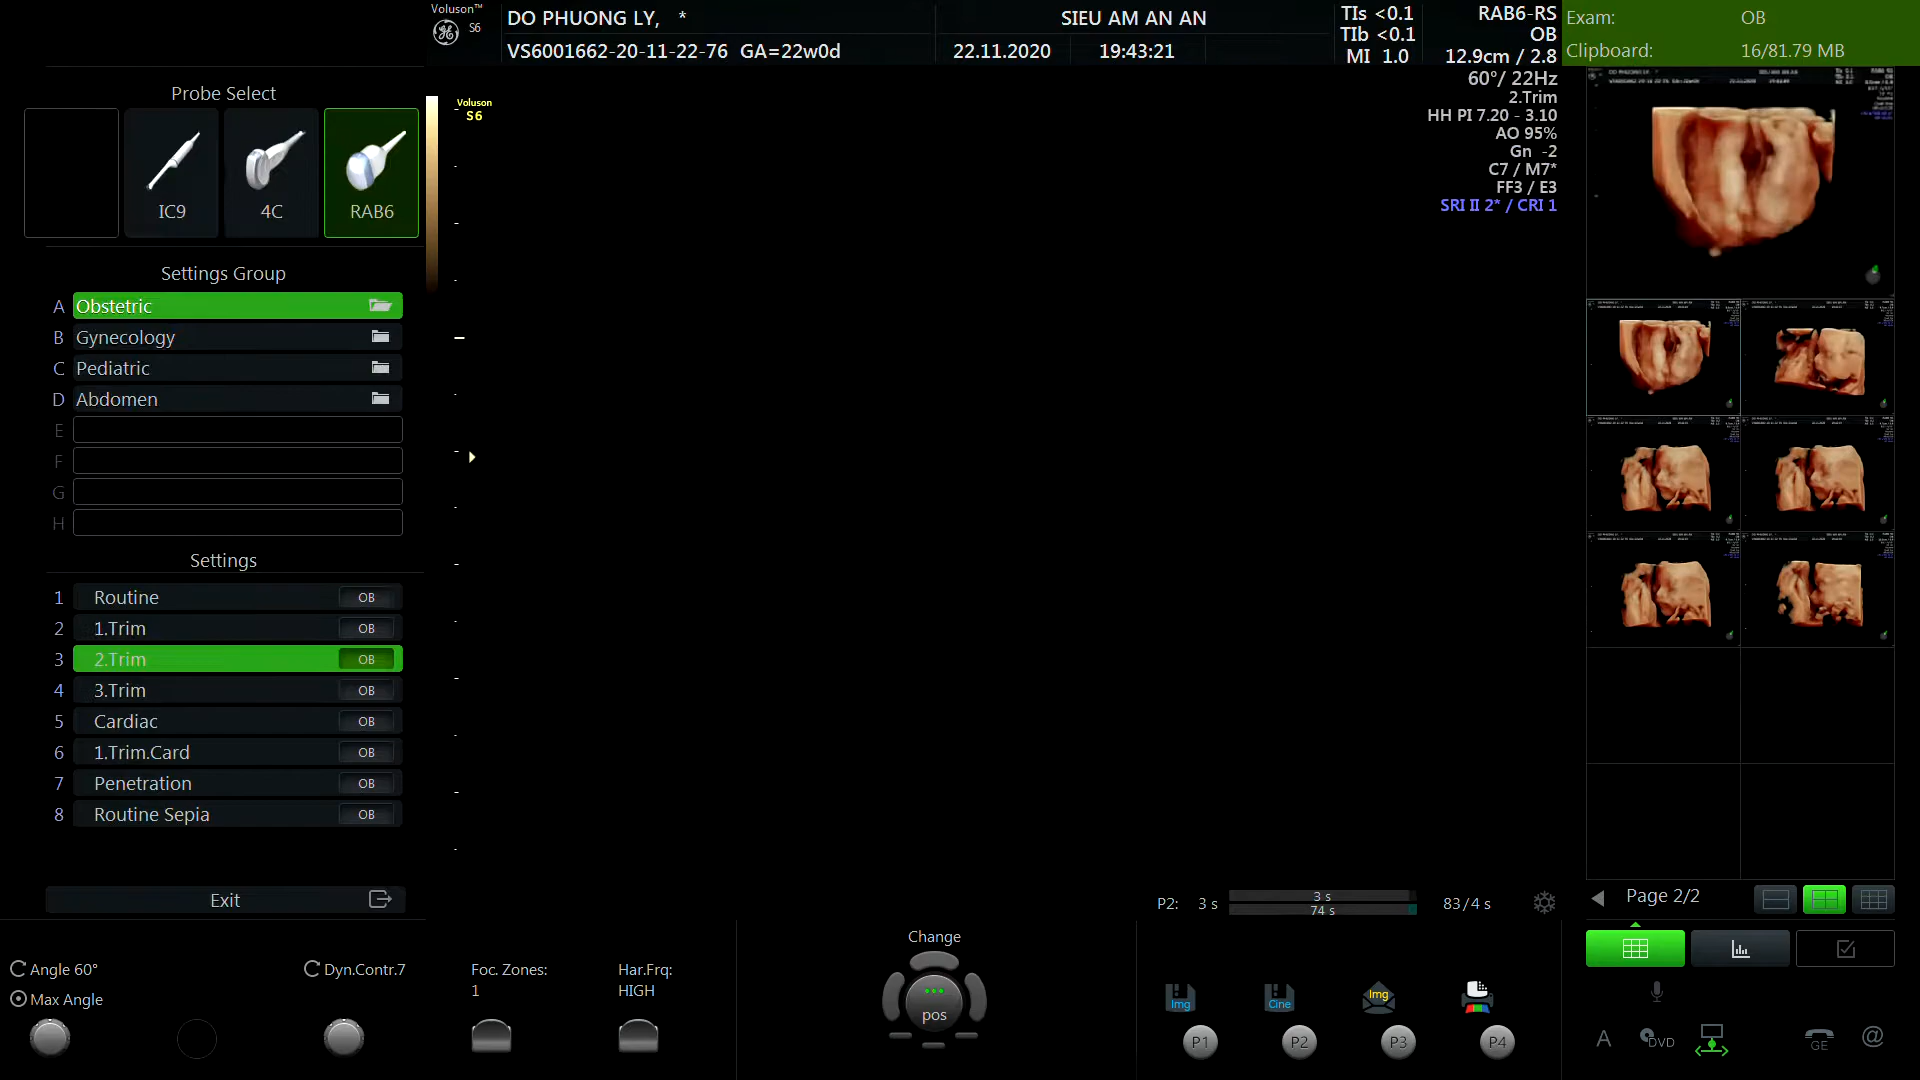 Voluson™
S6
DO PHUONG LY, *
SIEU AM AN AN
VS6001662-20-11-22-76 GA=22w0d
22.11.2020
19:43:21
TIs <0.1
TIb <0.1
MI 1.0
RAB6-RS
OB
12.9cm / 2.8
60°/ 22Hz
2.Trim
HH PI 7.20 - 3.10
AO 95%
Gn -2
C7 / M7*
FF3 / E3
SRI II 2* / CRI 1
Exam: OB
Clipboard: 16/81.79 MB
Voluson
S6
Probe Select
IC9
4C
RAB6
Settings Group
A Obstetric
B Gynecology
C Pediatric
D Abdomen
E
F
G
H
Settings
1 Routine OB
2 1.Trim OB
3 2.Trim OB
4 3.Trim OB
5 Cardiac OB
6 1.Trim.Card OB
7 Penetration OB
8 Routine Sepia OB
Exit
P2: 3 s
3 s
74 s
83/4 s
Page 2/2
Angle 60°
Max Angle
Dyn.Contr.7
Foc. Zones:
1
Har.Frq:
HIGH
Change
pos
Img
Cine
Img
P1
P2
P3
P4
A
DVD
GE
@